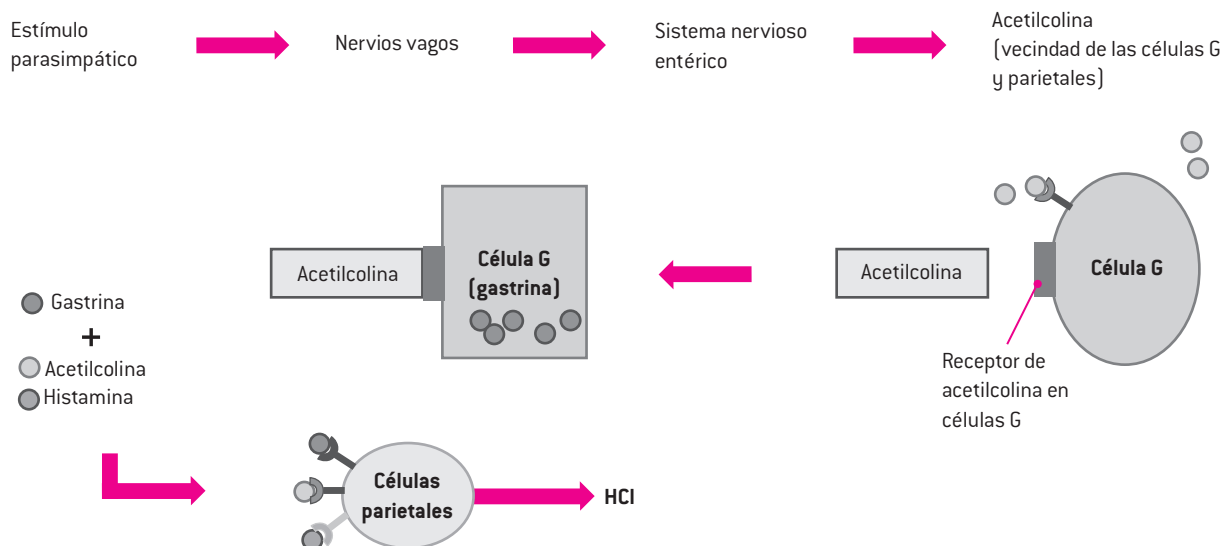 Estímulo
parasimpático
Nervios vagos
Sistema nervioso
entérico
Acetilcolina
(vecindad de las células G
y parietales)
Acetilcolina
Célula G
(gastrina)
Acetilcolina
Célula G
Receptor de
acetilcolina en
células G
Gastrina
+
Acetilcolina
Histamina
Células
parietales
HCl